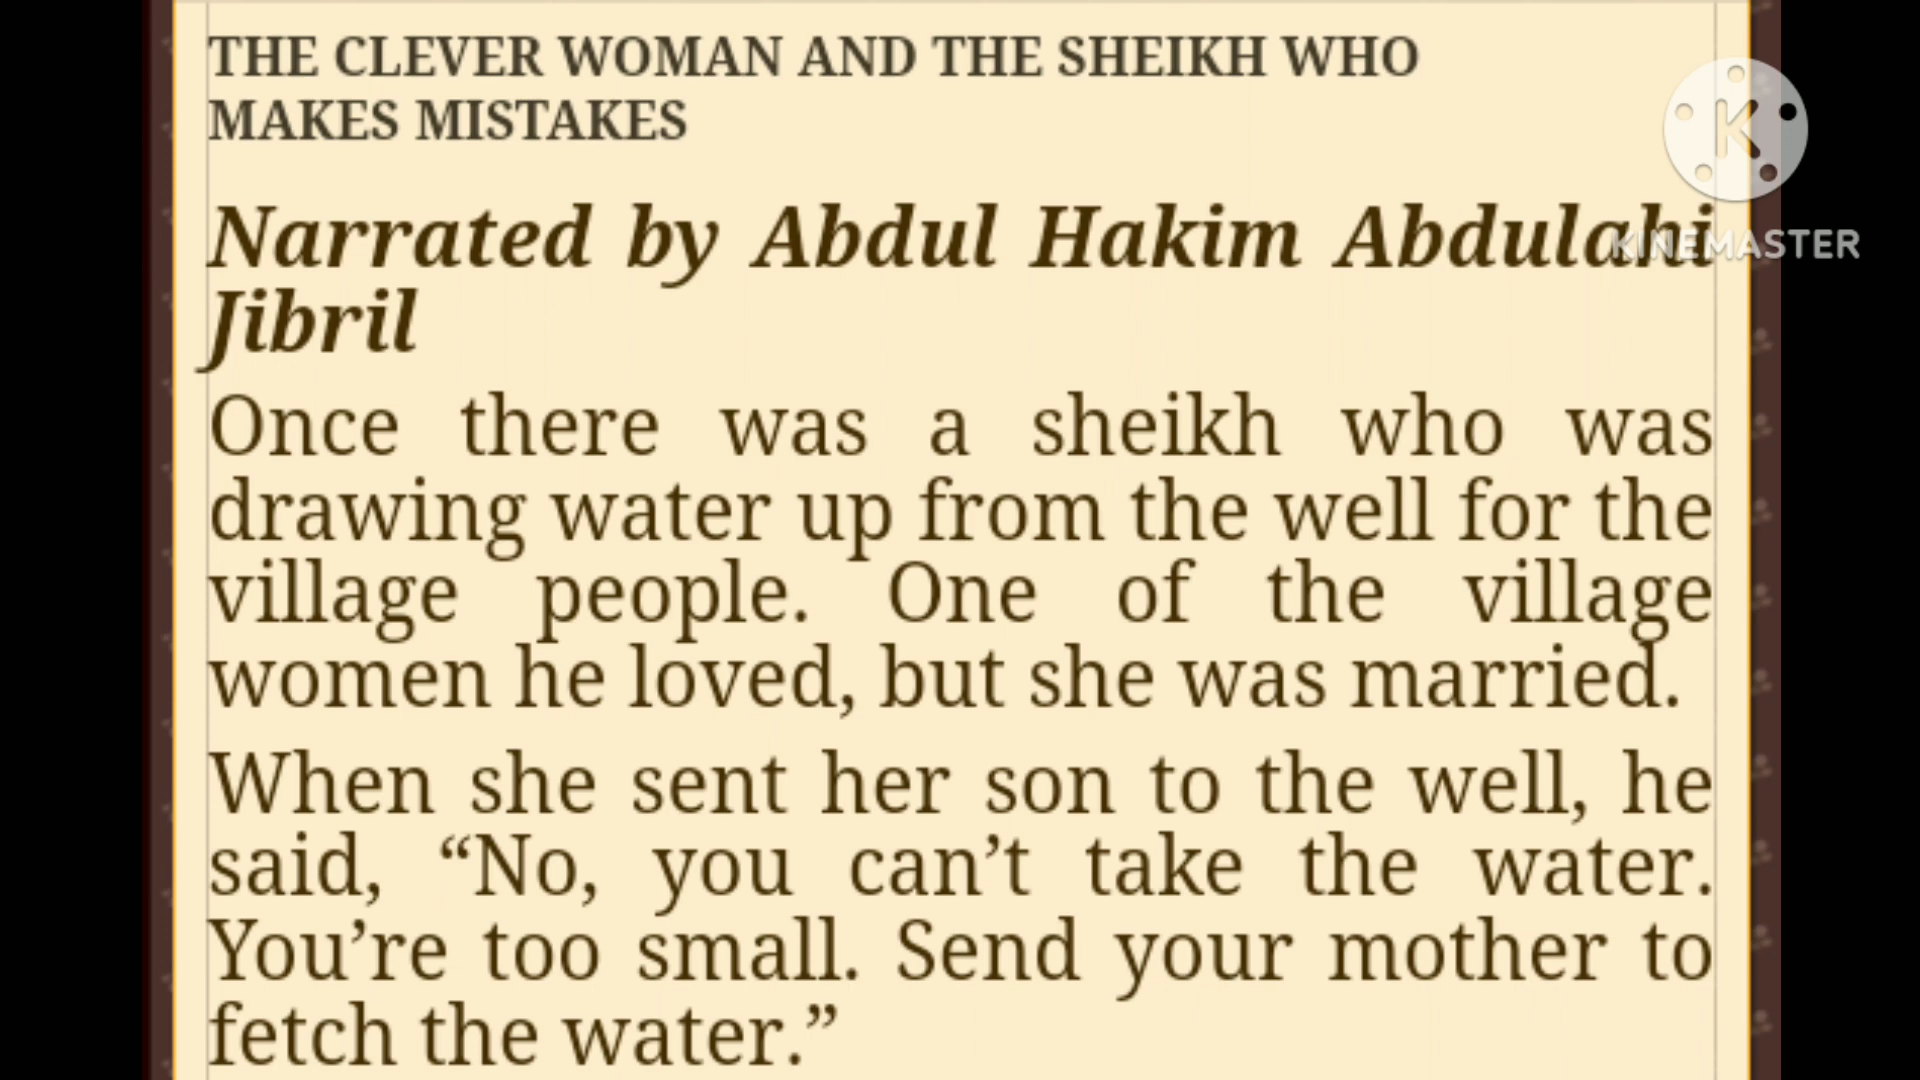 THE CLEVER WOMAN AND THE SHEIKH WHO
MAKES MISTAKES
Narrated by Abdul Hakim Abdulahi
Jibril
Once there was a sheikh who was
drawing water up from the well for the
village people. One of the village
women he loved, but she was married.
When she sent her son to the well, he
said, “No, you can’t take the water.
You’re too small. Send your mother to
fetch the water.”
K
KINEMASTER